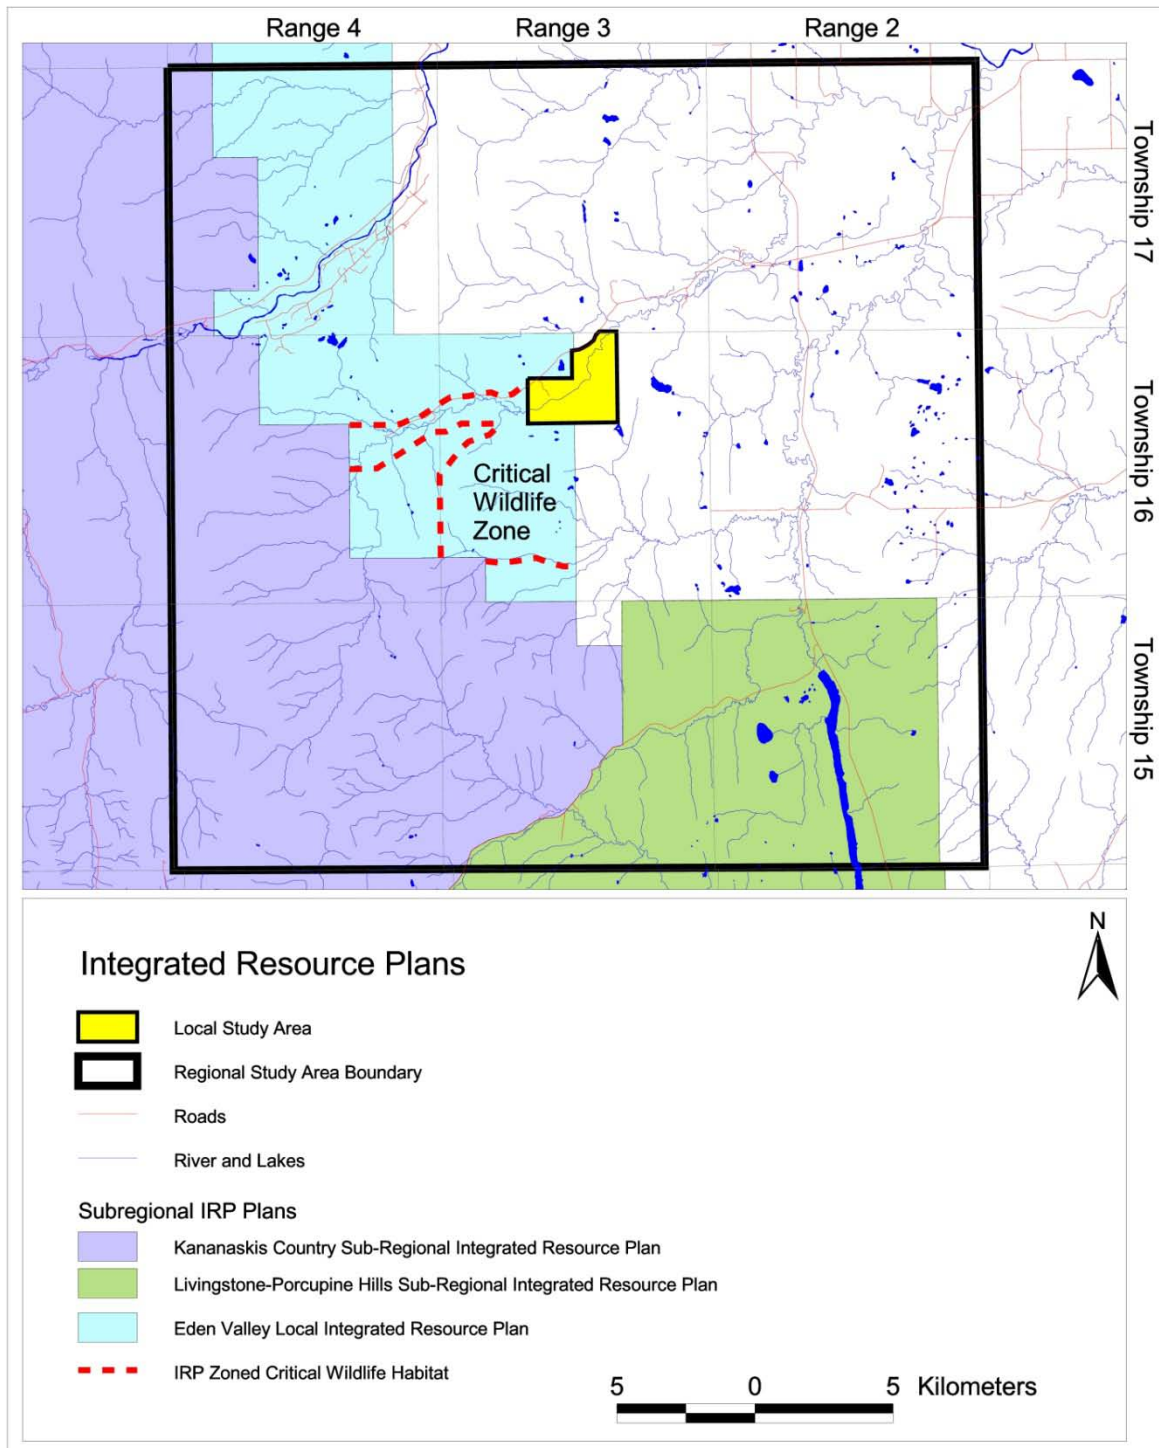 Range 4 Range 3 Range 2
Township 17
Township 16
Township 15
Critical
Wildlife
Zone
N
Integrated Resource Plans
Local Study Area
Regional Study Area Boundary
Roads
River and Lakes
Subregional IRP Plans
Kananaskis Country Sub-Regional Integrated Resource Plan
Livingstone-Porcupine Hills Sub-Regional Integrated Resource Plan
Eden Valley Local Integrated Resource Plan
IRP Zoned Critical Wildlife Habitat
5 0 5 Kilometers